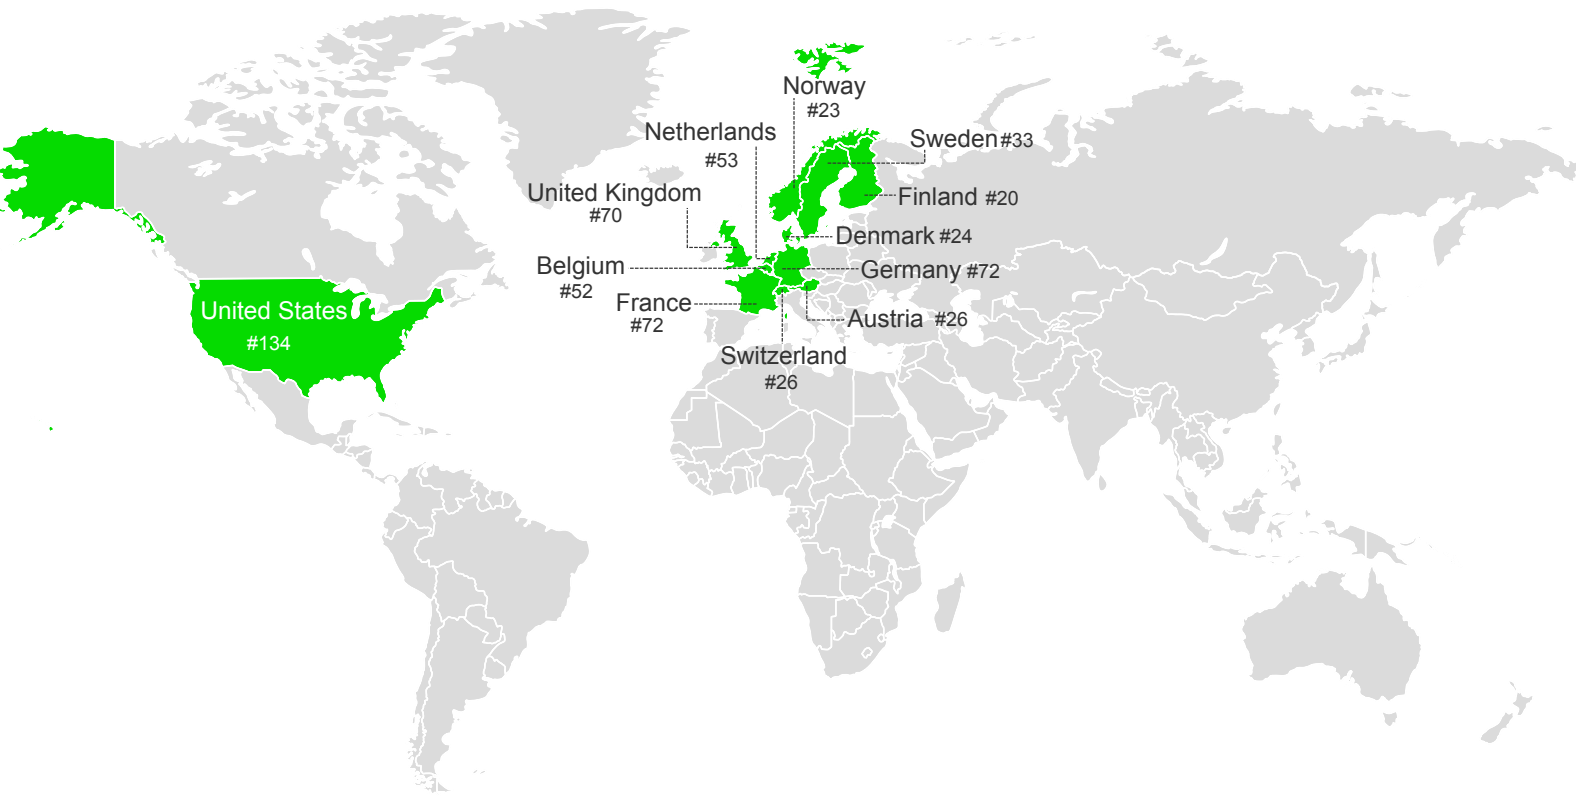 Norway
#23
Netherlands
#53
Sweden #33
United Kingdom
#70
Finland #20
Denmark #24
Belgium
#52
Germany #72
France
#72
United States
#134
Austria #26
Switzerland
#26